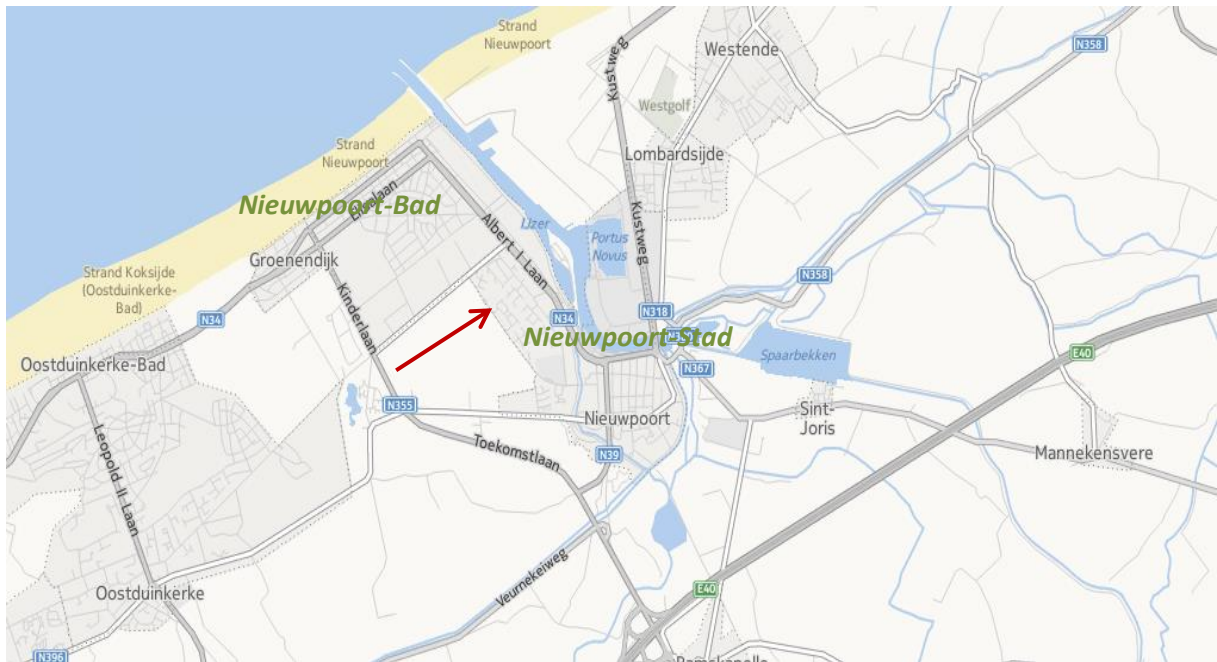 Strand
Nieuwpoort
N358
Westende
Kustweg
Westgolf
Strand
Nieuwpoort
Lombardsijde
Nieuwpoort-Bad
Elisalaan
IJzer
Portus
Novus
Kustweg
Albert I Laan
Groenendijk
Strand Koksijde
(Oostduinkerke-
Bad)
N358
Kinderlaan
N34
N34
N318
Nieuwpoort-Stad
Spaarbekken
E40
Oostduinkerke-Bad
N367
N355
Nieuwpoort
Sint-
Joris
Leopold II Laan
Toekomstlaan
N39
Mannekensvere
Veurnekeiweg
E40
Oostduinkerke
N396
Ramskapelle